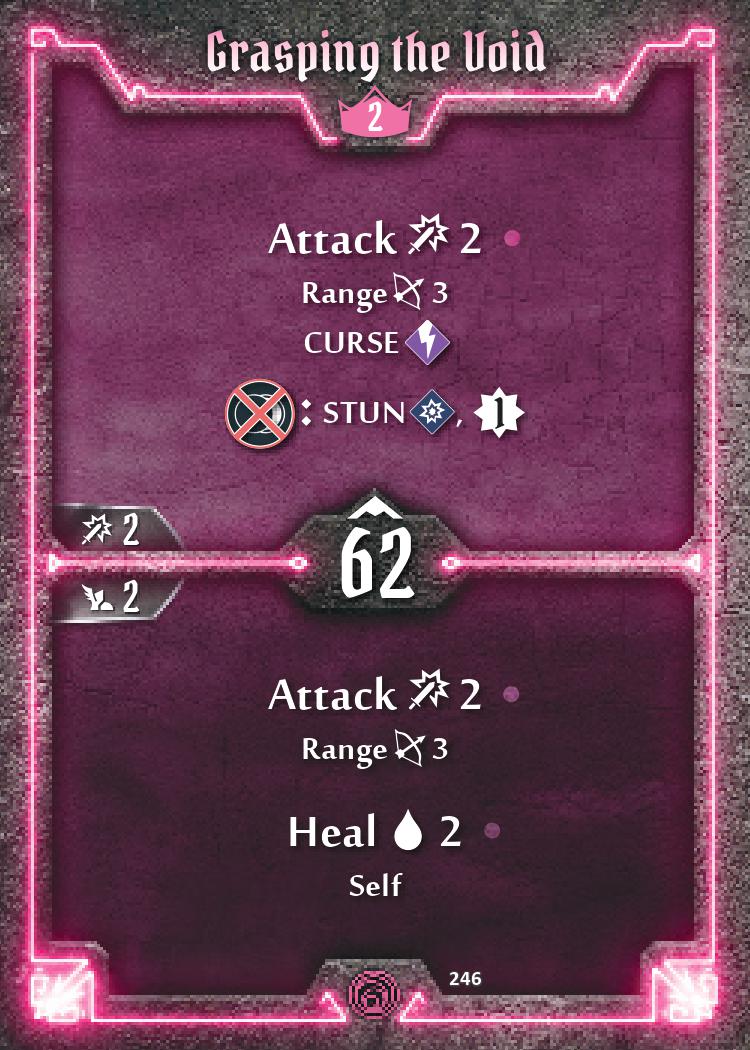 Grasping the Void
2
Attack 2
Range 3
CURSE
: STUN , 1
2
62
2
Attack 2
Range 3
Heal 2
Self
246